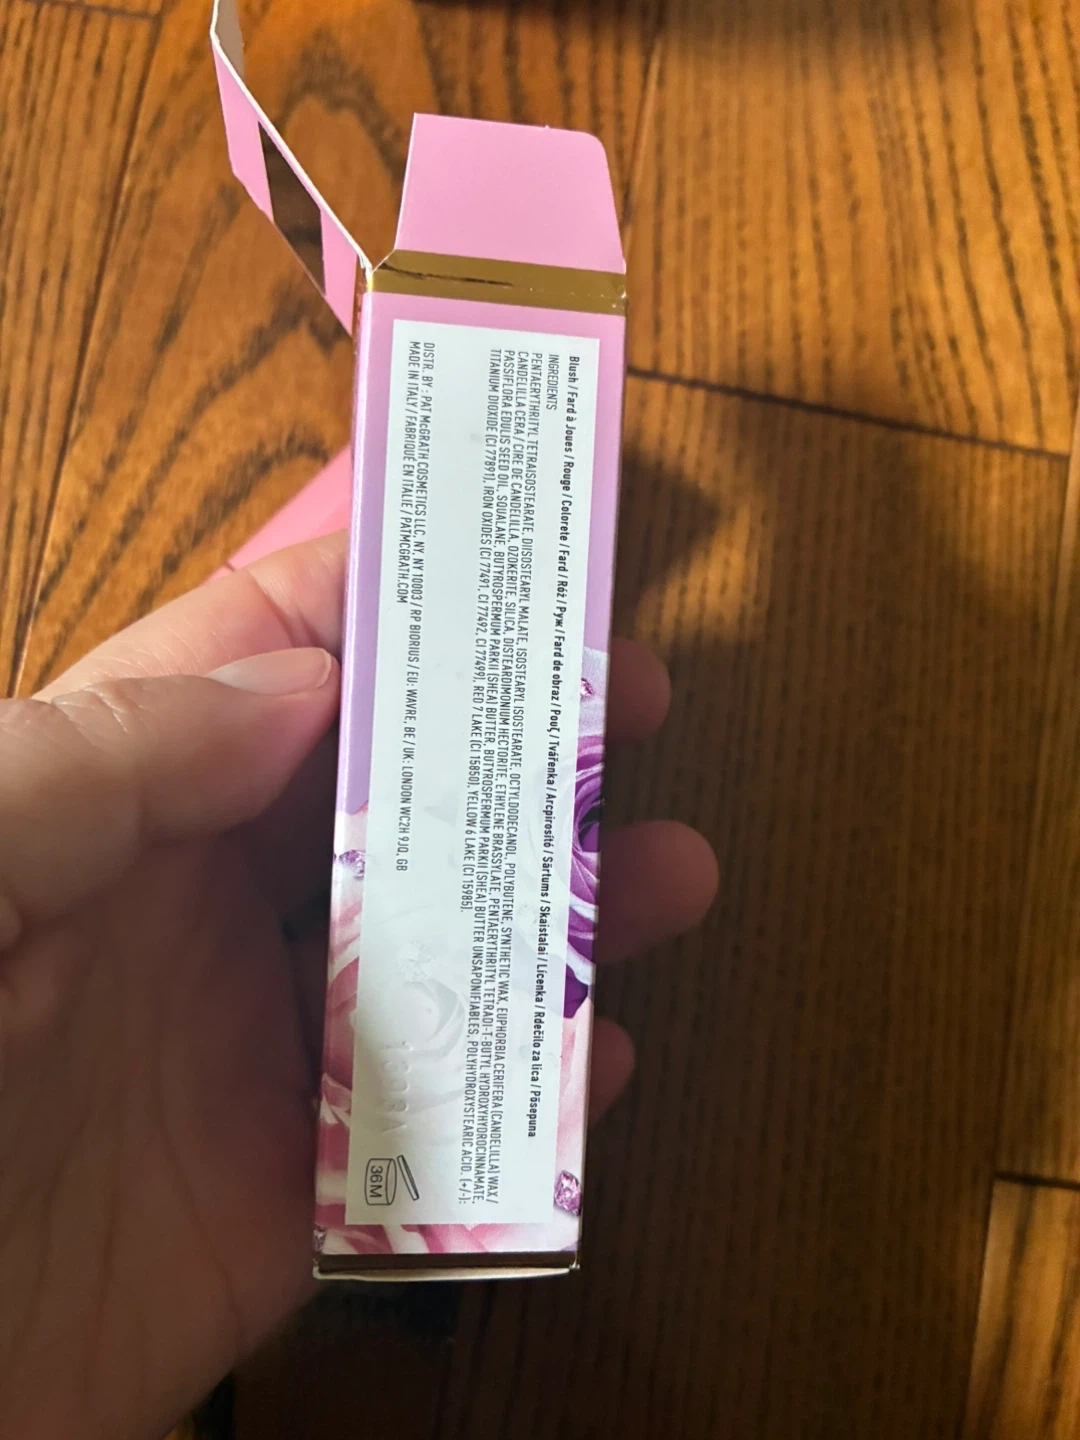 Blush / Fard à Joues / Rouge / Colorete / Fard / Róż / Руж / Fard de obraz / Ρουζ / Tvářenka / Arcpirosító / Sārtums / Skaistalai / Lícenka / Rdečilo za lica / Põsepuna
INGREDIENTS
PENTAERYTHRITYL TETRAISOSTEARATE, DIISOSTEARYL MALATE, ISOSTEARYL ISOSTEARATE, OCTYLDODECANOL, POLYBUTENE, SYNTHETIC WAX, EUPHORBIA CERIFERA (CANDELILLA) WAX /
CANDELILLA CERA / CIRE DE CANDELILLA, OZOKERITE, SILICA, DISTEARDIMONIUM HECTORITE, ETHYLENE BRASSYLATE, PENTAERYTHRITYL TETRA-DI-T-BUTYL HYDROXYHYDROCINNAMATE,
PASSIFLORA EDULIS SEED OIL, SQUALANE, BUTYROSPERMUM PARKII (SHEA) BUTTER, BUTYROSPERMUM PARKII (SHEA) BUTTER UNSAPONIFIABLES, POLYHYDROXYSTEARIC ACID. (+/-):
TITANIUM DIOXIDE (CI 77891), IRON OXIDES (CI 77491, CI 77492, CI 77499), RED 7 LAKE (CI 15850), YELLOW 6 LAKE (CI 15985).
DISTR. BY : PAT McGRATH COSMETICS LLC, NY, NY 10003 / RP BIORIUS / EU: WAVRE, BE / UK: LONDON WC2H 9JQ, GB
MADE IN ITALY / FABRIQUÉ EN ITALIE / PATMCGRATH.COM
36M